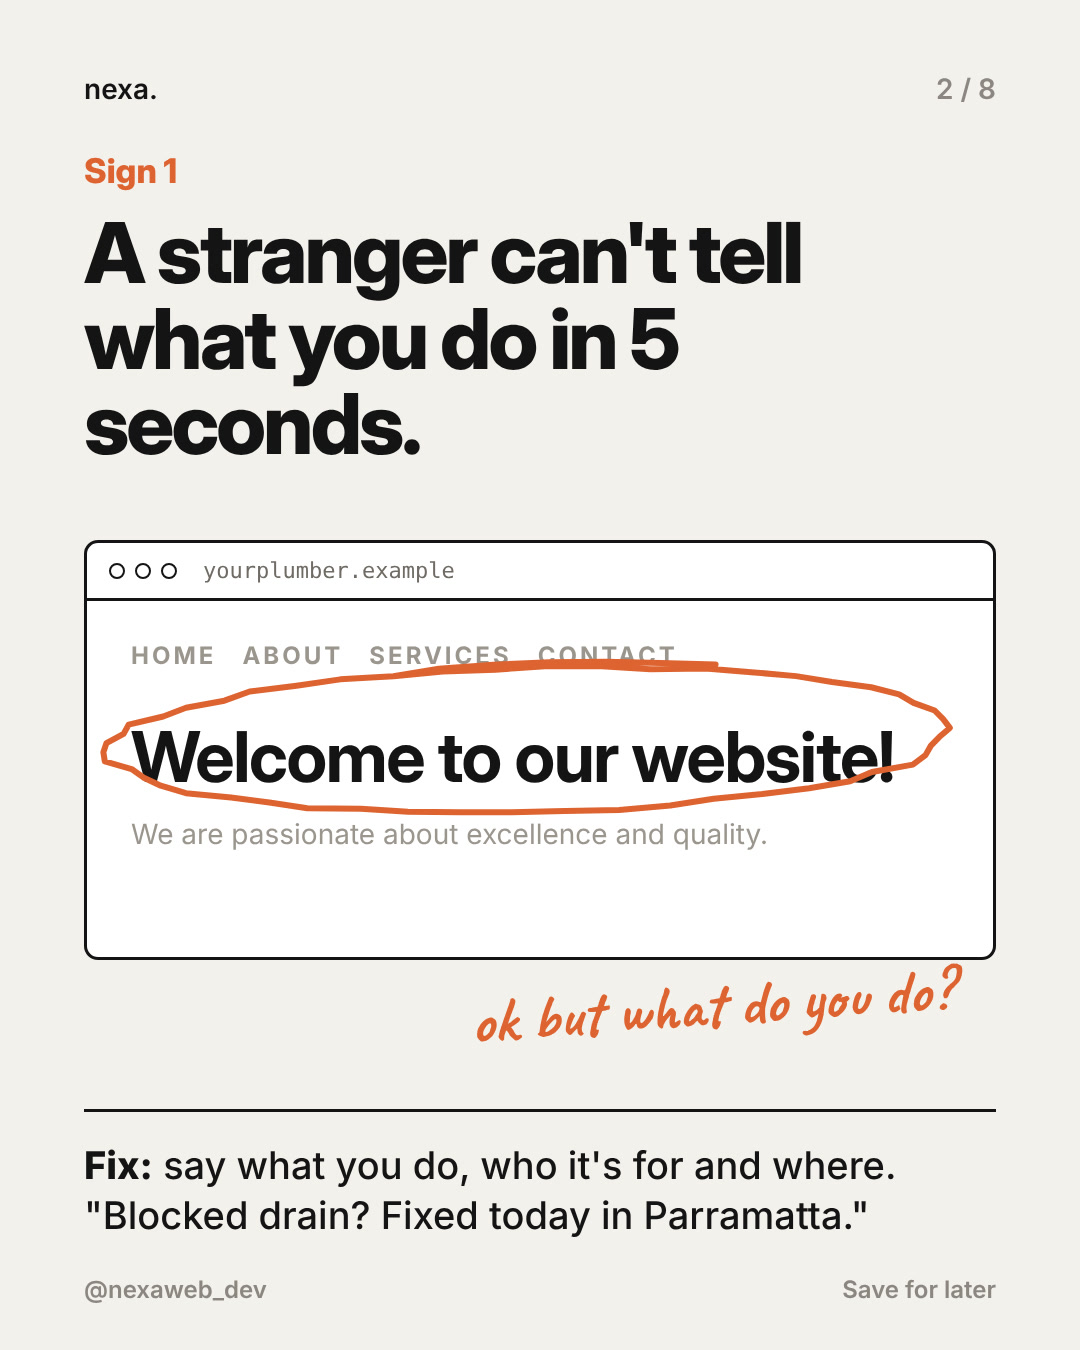 nexa.
2 / 8
Sign 1
A stranger can't tell
what you do in 5
seconds.
yourplumber.example
HOME ABOUT SERVICES CONTACT
Welcome to our website!
We are passionate about excellence and quality.
ok but what do you do?
Fix: say what you do, who it's for and where.
"Blocked drain? Fixed today in Parramatta."
@nexaweb_dev
Save for later